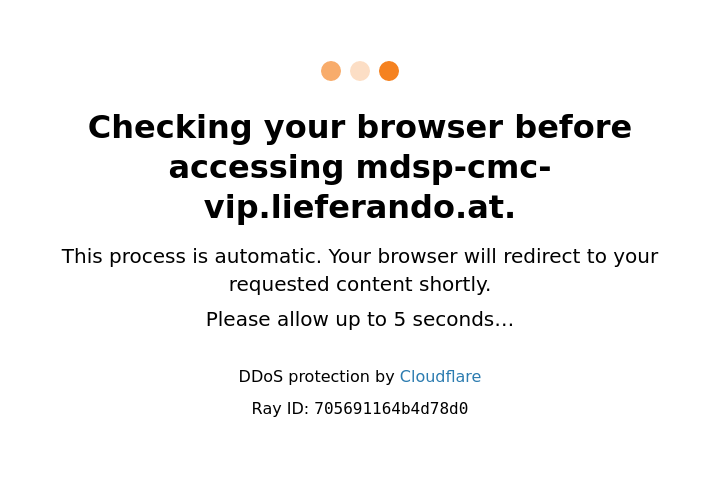 Checking your browser before
accessing mdsp-cmc-
vip.lieferando.at.
This process is automatic. Your browser will redirect to your
requested content shortly.
Please allow up to 5 seconds…
DDoS protection by Cloudflare
Ray ID: 705691164b4d78d0